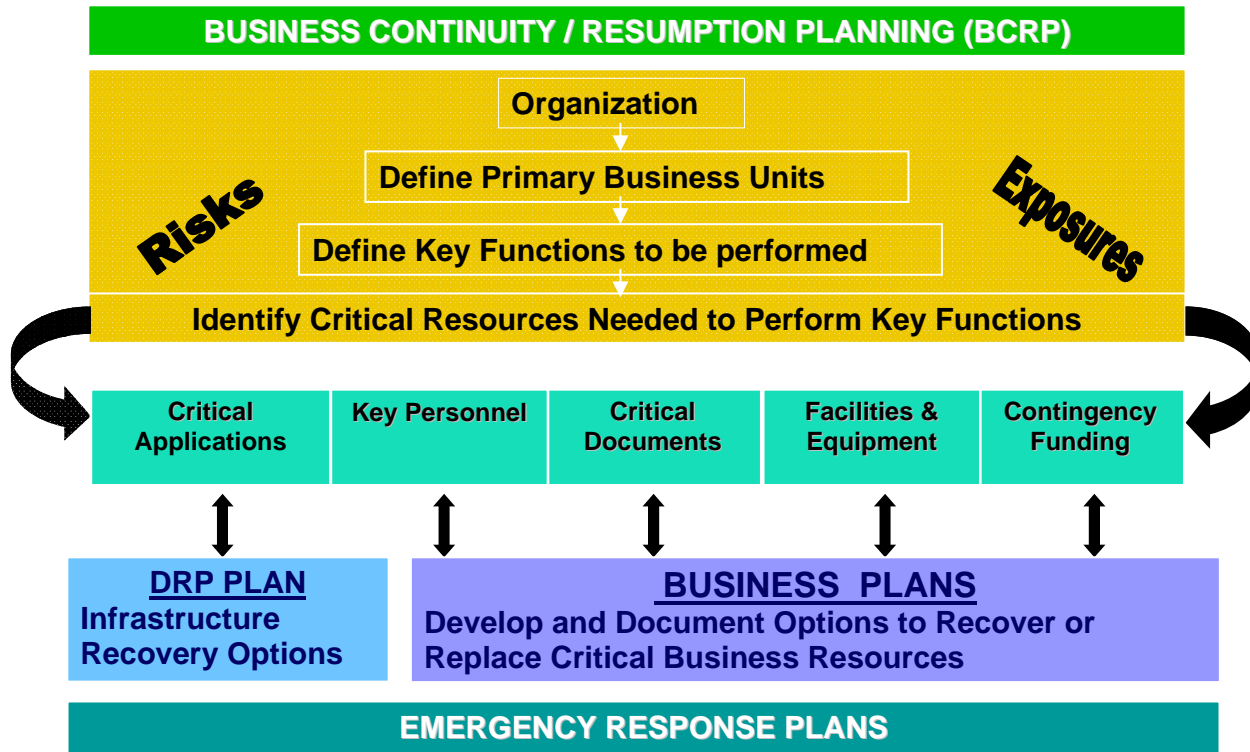 BUSINESS CONTINUITY / RESUMPTION PLANNING (BCRP)
Organization
Define Primary Business Units
Risks
Exposures
Define Key Functions to be performed
Identify Critical Resources Needed to Perform Key Functions
Critical
Applications
Key Personnel
Critical
Documents
Facilities &
Equipment
Contingency
Funding
DRP PLAN
Infrastructure
Recovery Options
BUSINESS PLANS
Develop and Document Options to Recover or
Replace Critical Business Resources
EMERGENCY RESPONSE PLANS